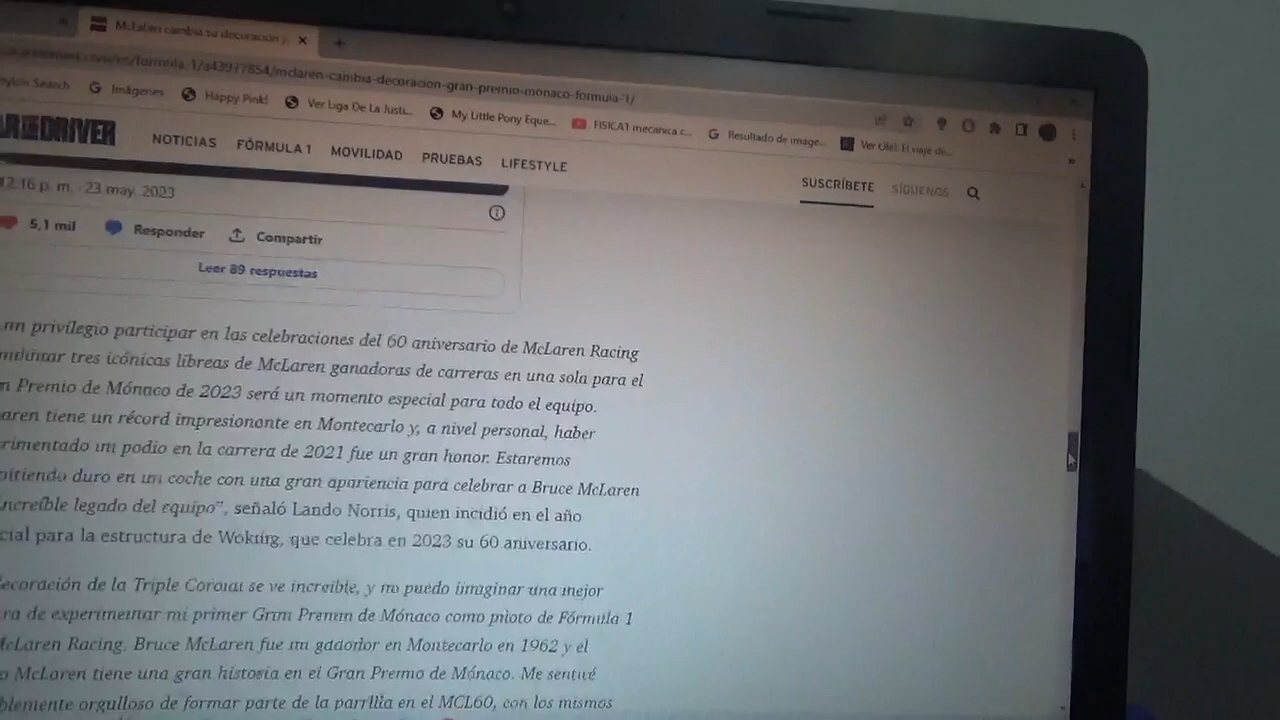 McLaren cambia su decoración
/formula-1/a43977854/mclaren-cambia-decoracion-gran-premio-monaco-formula-1/
Search Imágenes Happy Pink! Ver Liga De La Justi... My Little Pony Eque... FISICA1 mecanica c... Resultado de image... Ver Olé!: El viaje de... »
DRIVER NOTICIAS FÓRMULA 1 MOVILIDAD PRUEBAS LIFESTYLE SUSCRÍBETE SÍGUENOS
12:16 p. m. · 23 may. 2023
5,1 mil Responder Compartir
Leer 89 respuestas
un privilegio participar en las celebraciones del 60 aniversario de McLaren Racing
tres icónicas libreas de McLaren ganadoras de carreras en una sola para el
Premio de Mónaco de 2023 será un momento especial para todo el equipo.
aren tiene un récord impresionante en Montecarlo y, a nivel personal, haber
rimentado un podio en la carrera de 2021 fue un gran honor. Estaremos
pitiendo duro en un coche con una gran apariencia para celebrar a Bruce McLaren
increíble legado del equipo”, señaló Lando Norris, quien incidió en el año
cial para la estructura de Woking, que celebra en 2023 su 60 aniversario.
ecoración de la Triple Corona se ve increíble, y no puedo imaginar una mejor
ra de experimentar mi primer Gran Premio de Mónaco como piloto de Fórmula 1
McLaren Racing. Bruce McLaren fue un ganador en Montecarlo en 1962 y el
o McLaren tiene una gran historia en el Gran Premio de Mónaco. Me sentiré
blemente orgulloso de formar parte de la parrilla en el MCL60, con los mismos